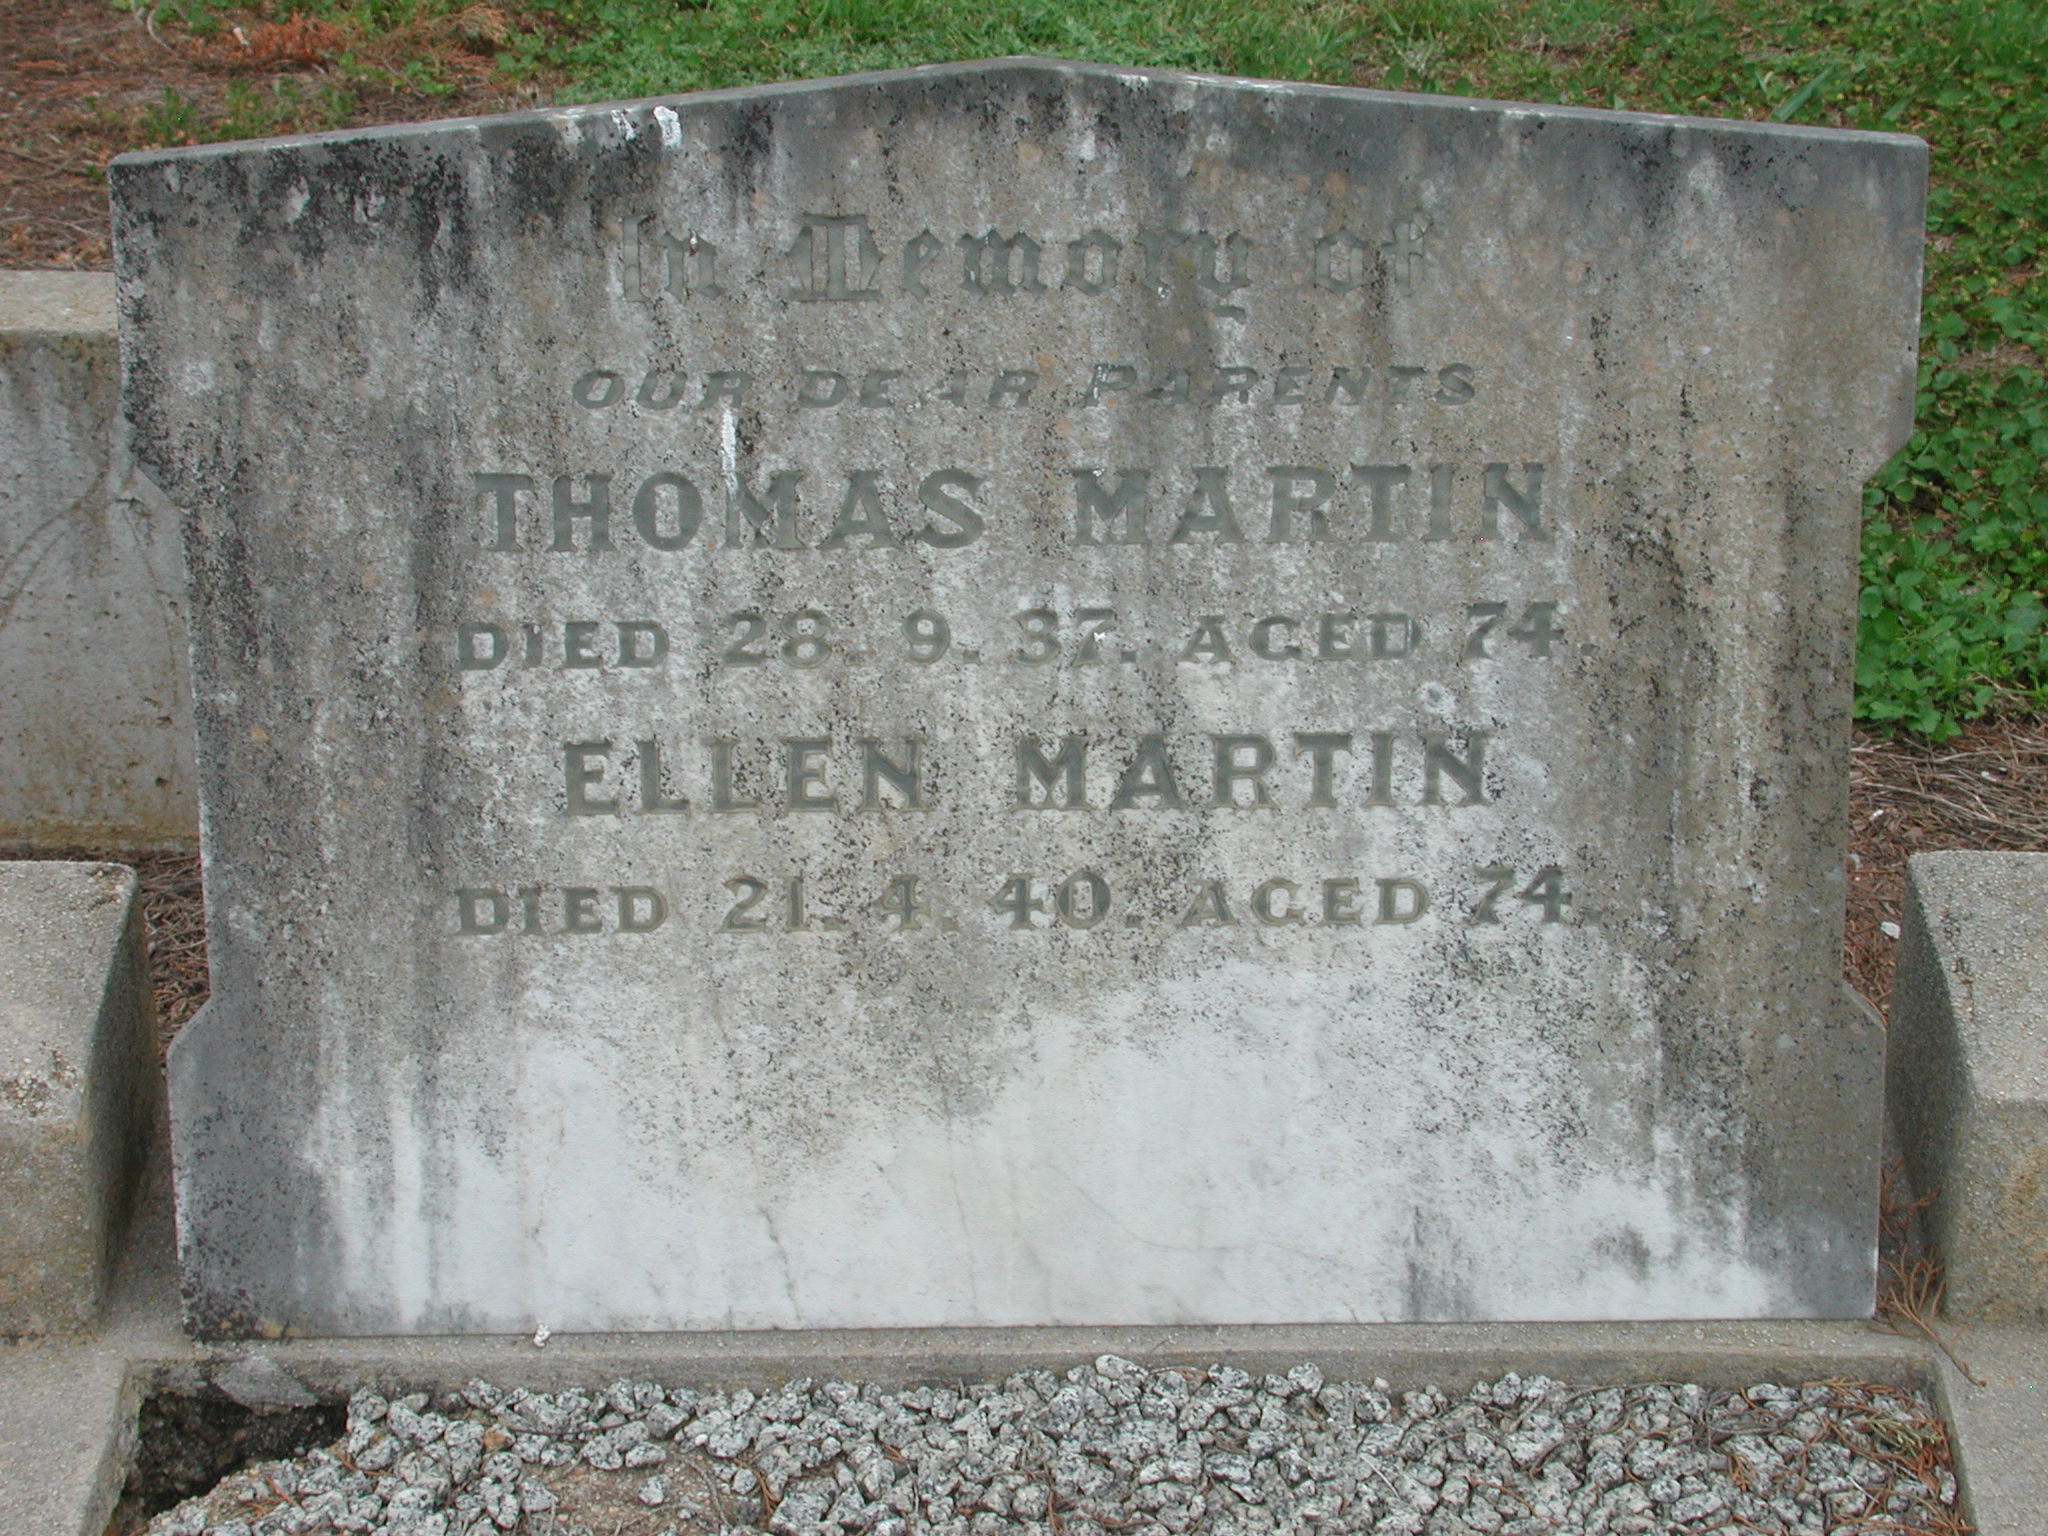 In Memory of
OUR DEAR PARENTS
THOMAS MARTIN
DIED 28. 9. 37. AGED 74.
ELLEN MARTIN
DIED 21. 4. 40. AGED 74.